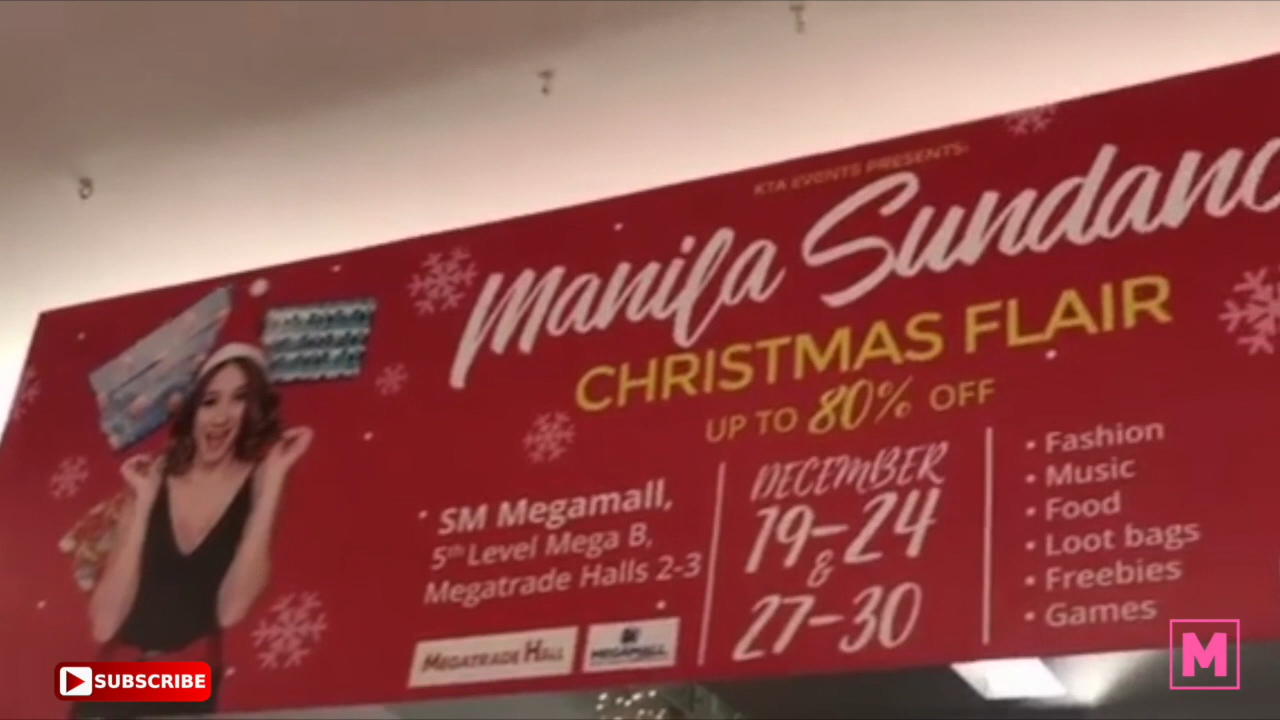 KTA EVENTS PRESENTS:
Manila Sundanc
CHRISTMAS FLAIR
UP TO 80% OFF
SM Megamall,
5th Level Mega B,
Megatrade Halls 2-3
MEGATRADE HALL
MEGAMALL
DECEMBER
19-24
&
27-30
• Fashion
• Music
• Food
• Loot bags
• Freebies
• Games
SUBSCRIBE
M